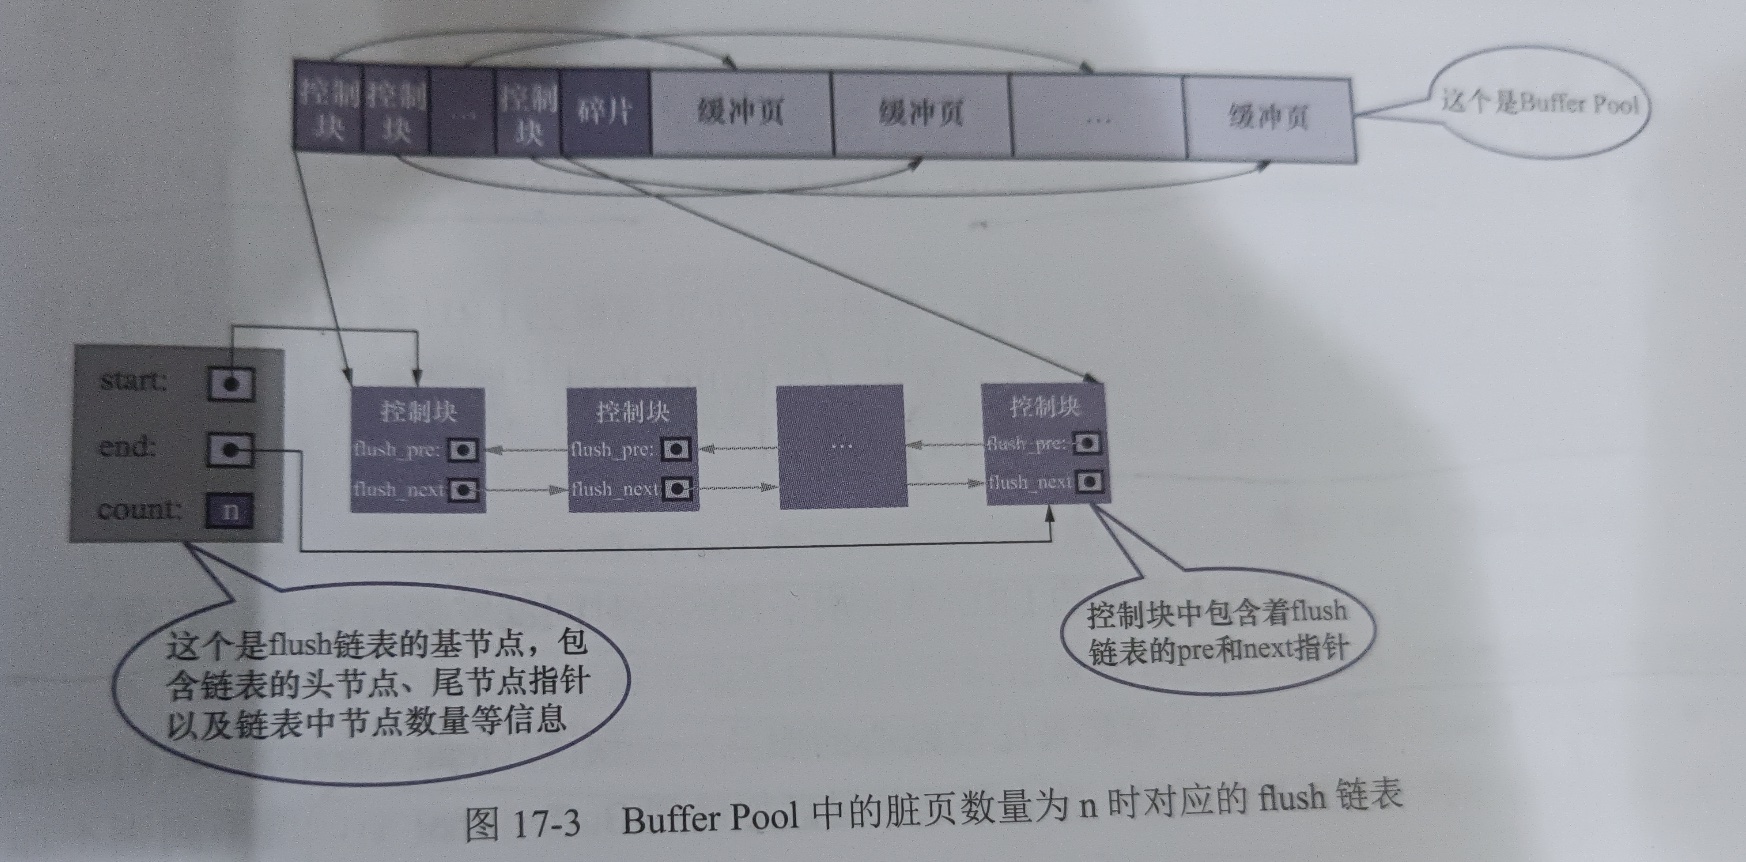 控制块
控制块
...
控制块
碎片
缓冲页
缓冲页
...
缓冲页
这个是Buffer Pool
start:
end:
count:
n
控制块
flush_pre:
flush_next
控制块
flush_pre:
flush_next
...
控制块
flush_pre:
flush_next
这个是flush链表的基节点，包
含链表的头节点、尾节点指针
以及链表中节点数量等信息
控制块中包含着flush
链表的pre和next指针
图 17-3 Buffer Pool 中的脏页数量为 n 时对应的 flush 链表